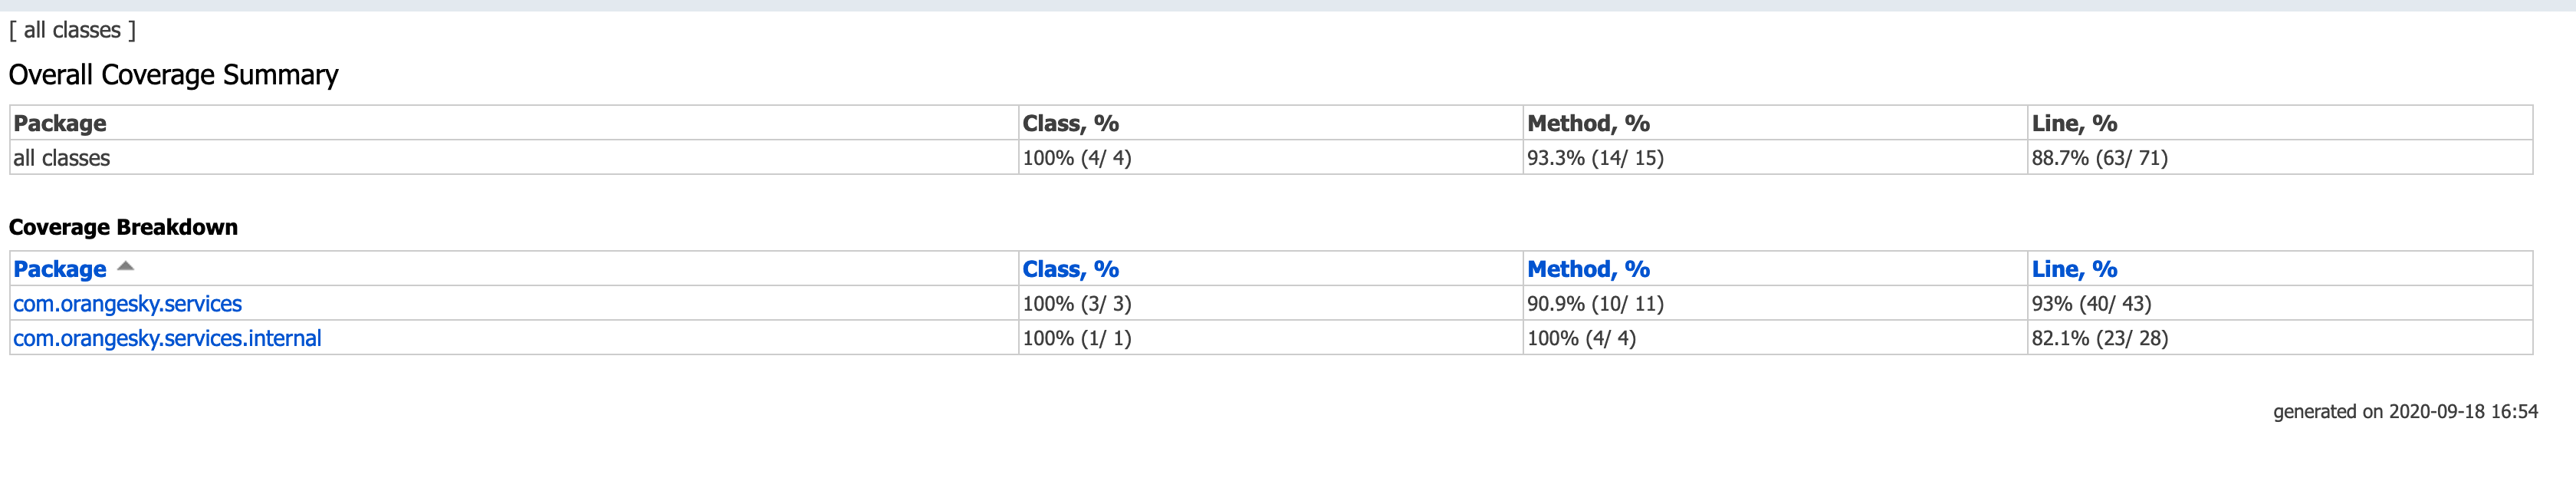 [ all classes ]
Overall Coverage Summary
Package Class, % Method, % Line, %
all classes 100% (4/ 4) 93.3% (14/ 15) 88.7% (63/ 71)
Coverage Breakdown
Package Class, % Method, % Line, %
com.orangesky.services 100% (3/ 3) 90.9% (10/ 11) 93% (40/ 43)
com.orangesky.services.internal 100% (1/ 1) 100% (4/ 4) 82.1% (23/ 28)
generated on 2020-09-18 16:54